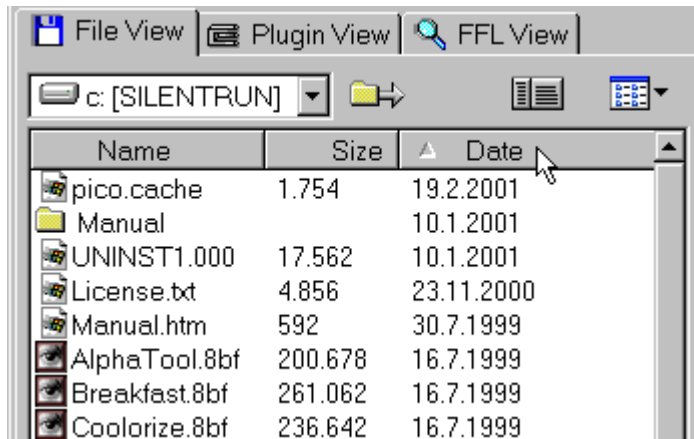 File View Plugin View FFL View
c: [SILENTRUN]
Name Size Date
pico.cache 1.754 19.2.2001
Manual 10.1.2001
UNINST1.000 17.562 10.1.2001
License.txt 4.856 23.11.2000
Manual.htm 592 30.7.1999
AlphaTool.8bf 200.678 16.7.1999
Breakfast.8bf 261.062 16.7.1999
Coolorize.8bf 236.642 16.7.1999